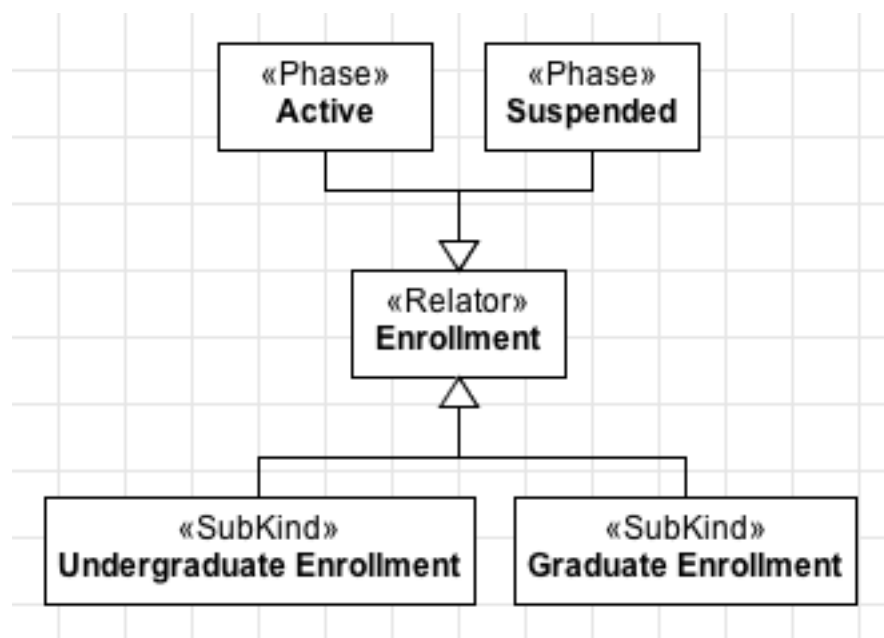 «Phase»
Active
«Phase»
Suspended
«Relator»
Enrollment
«SubKind»
Undergraduate Enrollment
«SubKind»
Graduate Enrollment